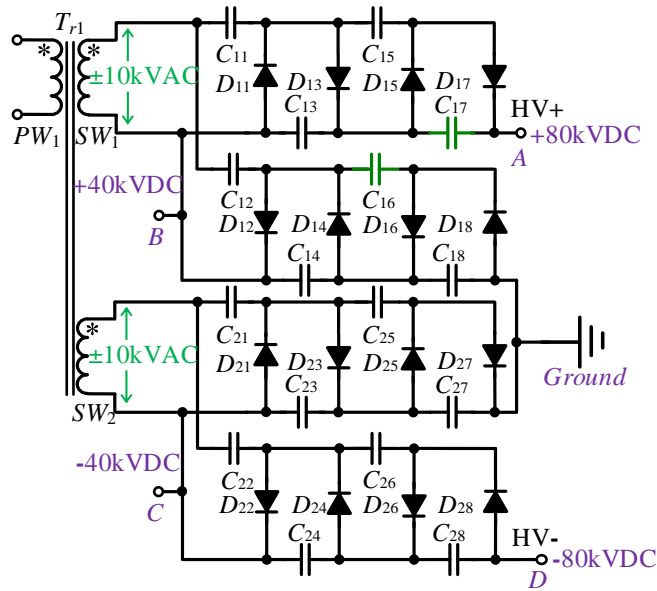 Tr1
* *
±10kVAC
PW1 SW1
C11 C15
D11 D13 D15 D17
C13 C17
HV+
+80kVDC
A
+40kVDC
B
C12 C16
D12 D14 D16 D18
C14 C18
*
±10kVAC
SW2
C21 C25
D21 D23 D25 D27
C23 C27
Ground
-40kVDC
C
C22 C26
D22 D24 D26 D28
C24 C28
HV-
-80kVDC
D